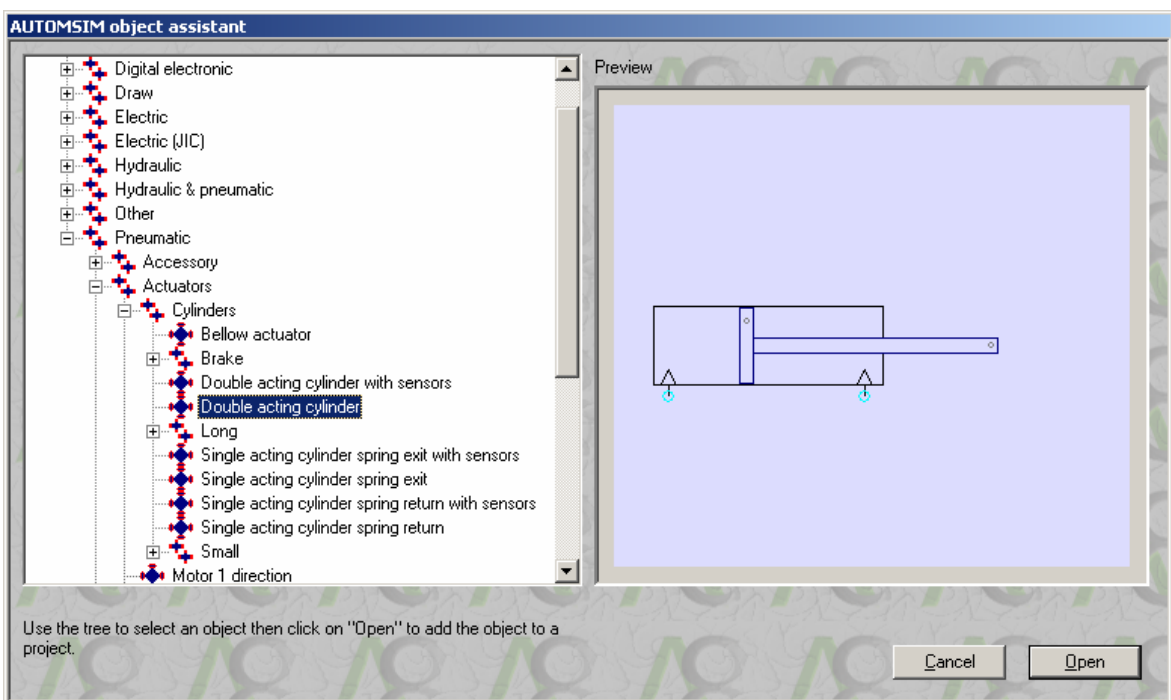 AUTOMSIM object assistant
Digital electronic
Draw
Electric
Electric (JIC)
Hydraulic
Hydraulic & pneumatic
Other
Pneumatic
Accessory
Actuators
Cylinders
Bellow actuator
Brake
Double acting cylinder with sensors
Double acting cylinder
Long
Single acting cylinder spring exit with sensors
Single acting cylinder spring exit
Single acting cylinder spring return with sensors
Single acting cylinder spring return
Small
Motor 1 direction
Preview
Use the tree to select an object then click on "Open" to add the object to a
project.
Cancel
Open